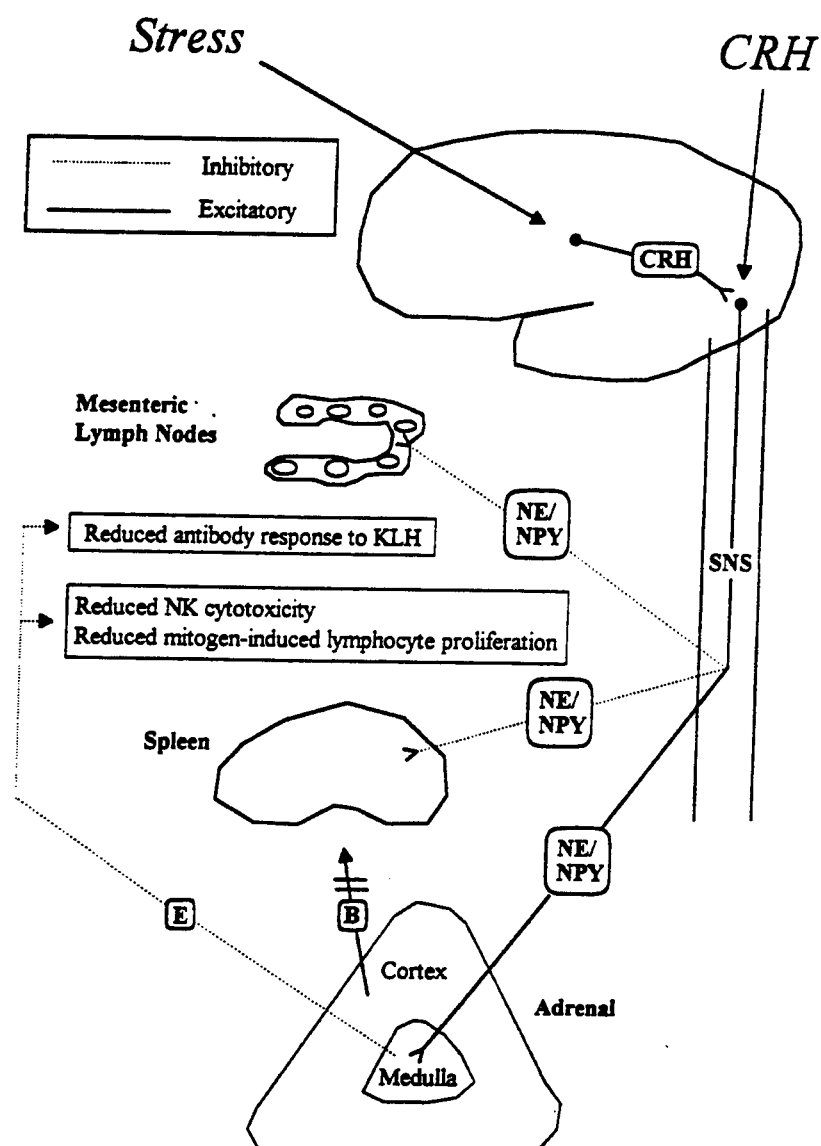 Stress
CRH
Inhibitory
Excitatory
CRH
Mesenteric
Lymph Nodes
NE/
NPY
Reduced antibody response to KLH
SNS
Reduced NK cytotoxicity
Reduced mitogen-induced lymphocyte proliferation
NE/
NPY
Spleen
NE/
NPY
E
B
Cortex
Adrenal
Medulla